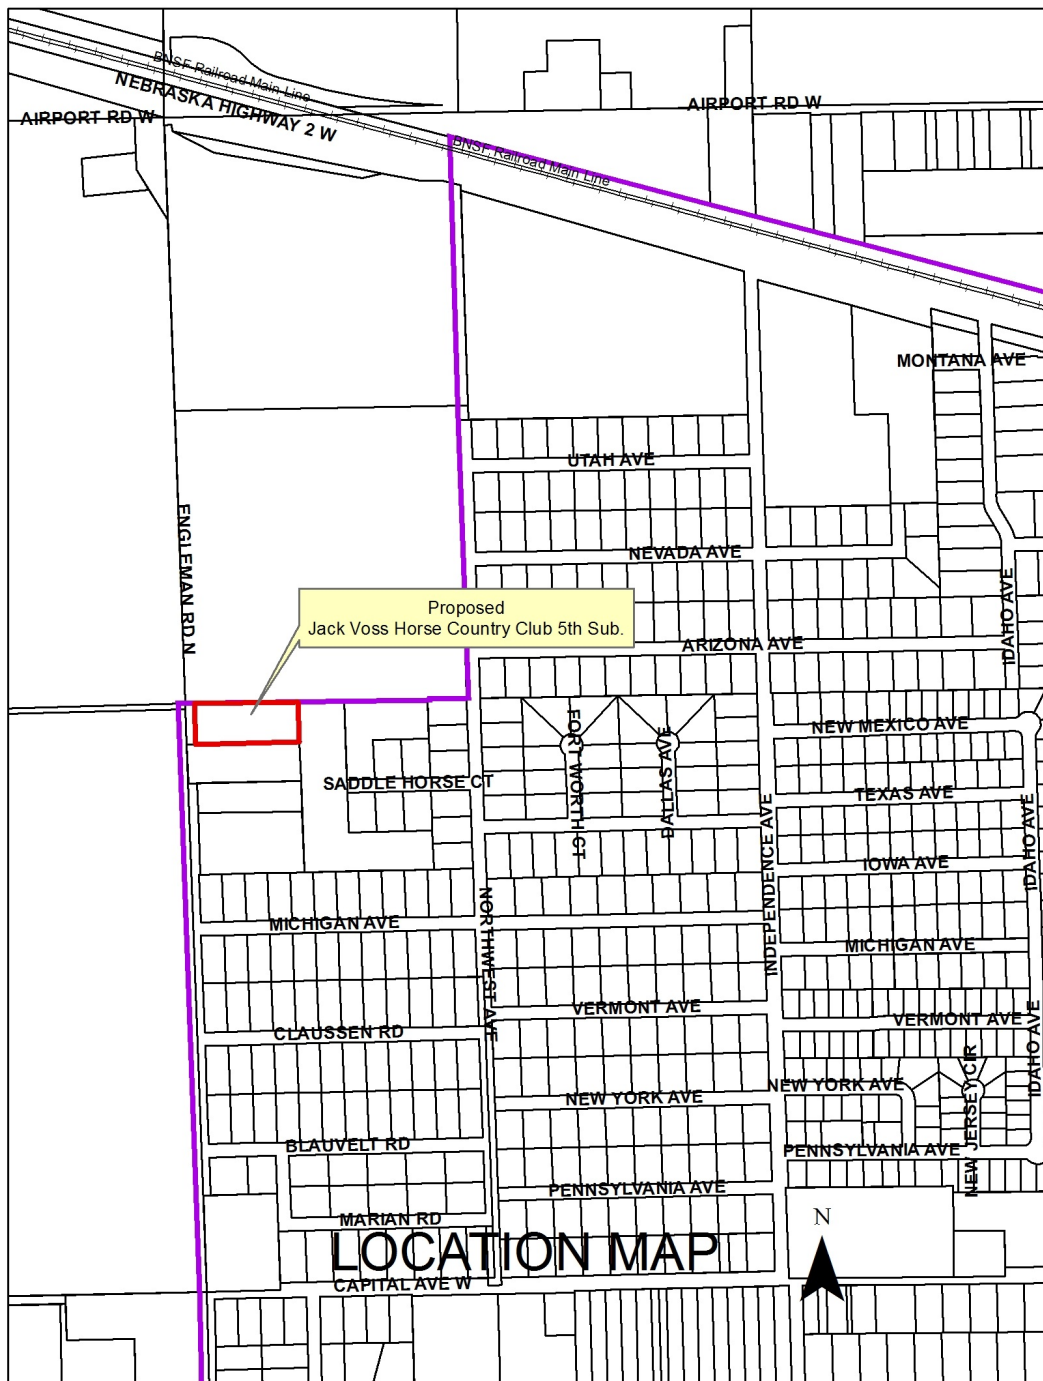 BNSF Railroad Main Line
NEBRASKA HIGHWAY 2 W
AIRPORT RD W
AIRPORT RD W
BNSF Railroad Main Line
MONTANA AVE
UTAH AVE
ENGLEMAN RD N
NEVADA AVE
IDAHO AVE
Proposed
Jack Voss Horse Country Club 5th Sub.
ARIZONA AVE
NEW MEXICO AVE
FORT WORTH CT
DALLAS AVE
SADDLE HORSE CT
TEXAS AVE
INDEPENDENCE AVE
IDAHO AVE
IOWA AVE
MICHIGAN AVE
NORTHWEST AVE
MICHIGAN AVE
VERMONT AVE
VERMONT AVE
CLAUSSEN RD
IDAHO AVE
NEW YORK AVE
NEW JERSEY CIR
NEW YORK AVE
BLAUVELT RD
PENNSYLVANIA AVE
PENNSYLVANIA AVE
MARIAN RD
N
LOCATION MAP
CAPITAL AVE W